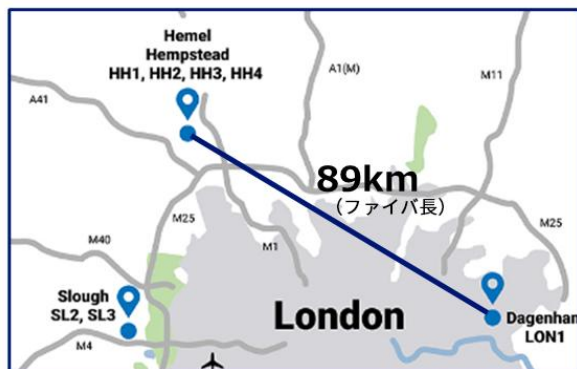 Hemel
Hempstead
HH1, HH2, HH3, HH4
A1(M)
M11
A41
89km
(ファイバ長)
M25
M25
M40
M1
Slough
SL2, SL3
M4
London
Dagenham
LON1